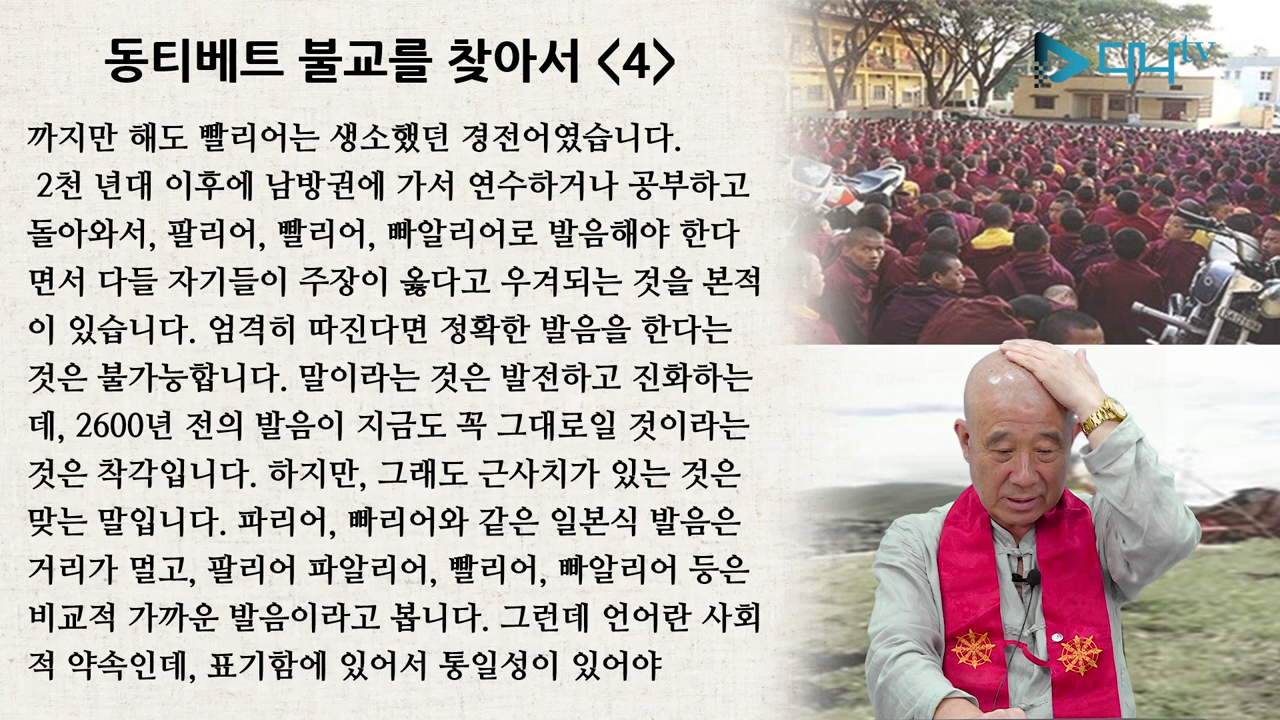 동티베트 불교를 찾아서 <4>
다나tv
까지만 해도 빨리어는 생소했던 경전어였습니다.
2천 년대 이후에 남방권에 가서 연수하거나 공부하고
돌아와서, 팔리어, 빨리어, 빠알리어로 발음해야 한다
면서 다들 자기들이 주장이 옳다고 우겨되는 것을 본적
이 있습니다. 엄격히 따진다면 정확한 발음을 한다는
것은 불가능합니다. 말이라는 것은 발전하고 진화하는
데, 2600년 전의 발음이 지금도 꼭 그대로일 것이라는
것은 착각입니다. 하지만, 그래도 근사치가 있는 것은
맞는 말입니다. 파리어, 빠리어와 같은 일본식 발음은
거리가 멀고, 팔리어 파알리어, 빨리어, 빠알리어 등은
비교적 가까운 발음이라고 봅니다. 그런데 언어란 사회
적 약속인데, 표기함에 있어서 통일성이 있어야